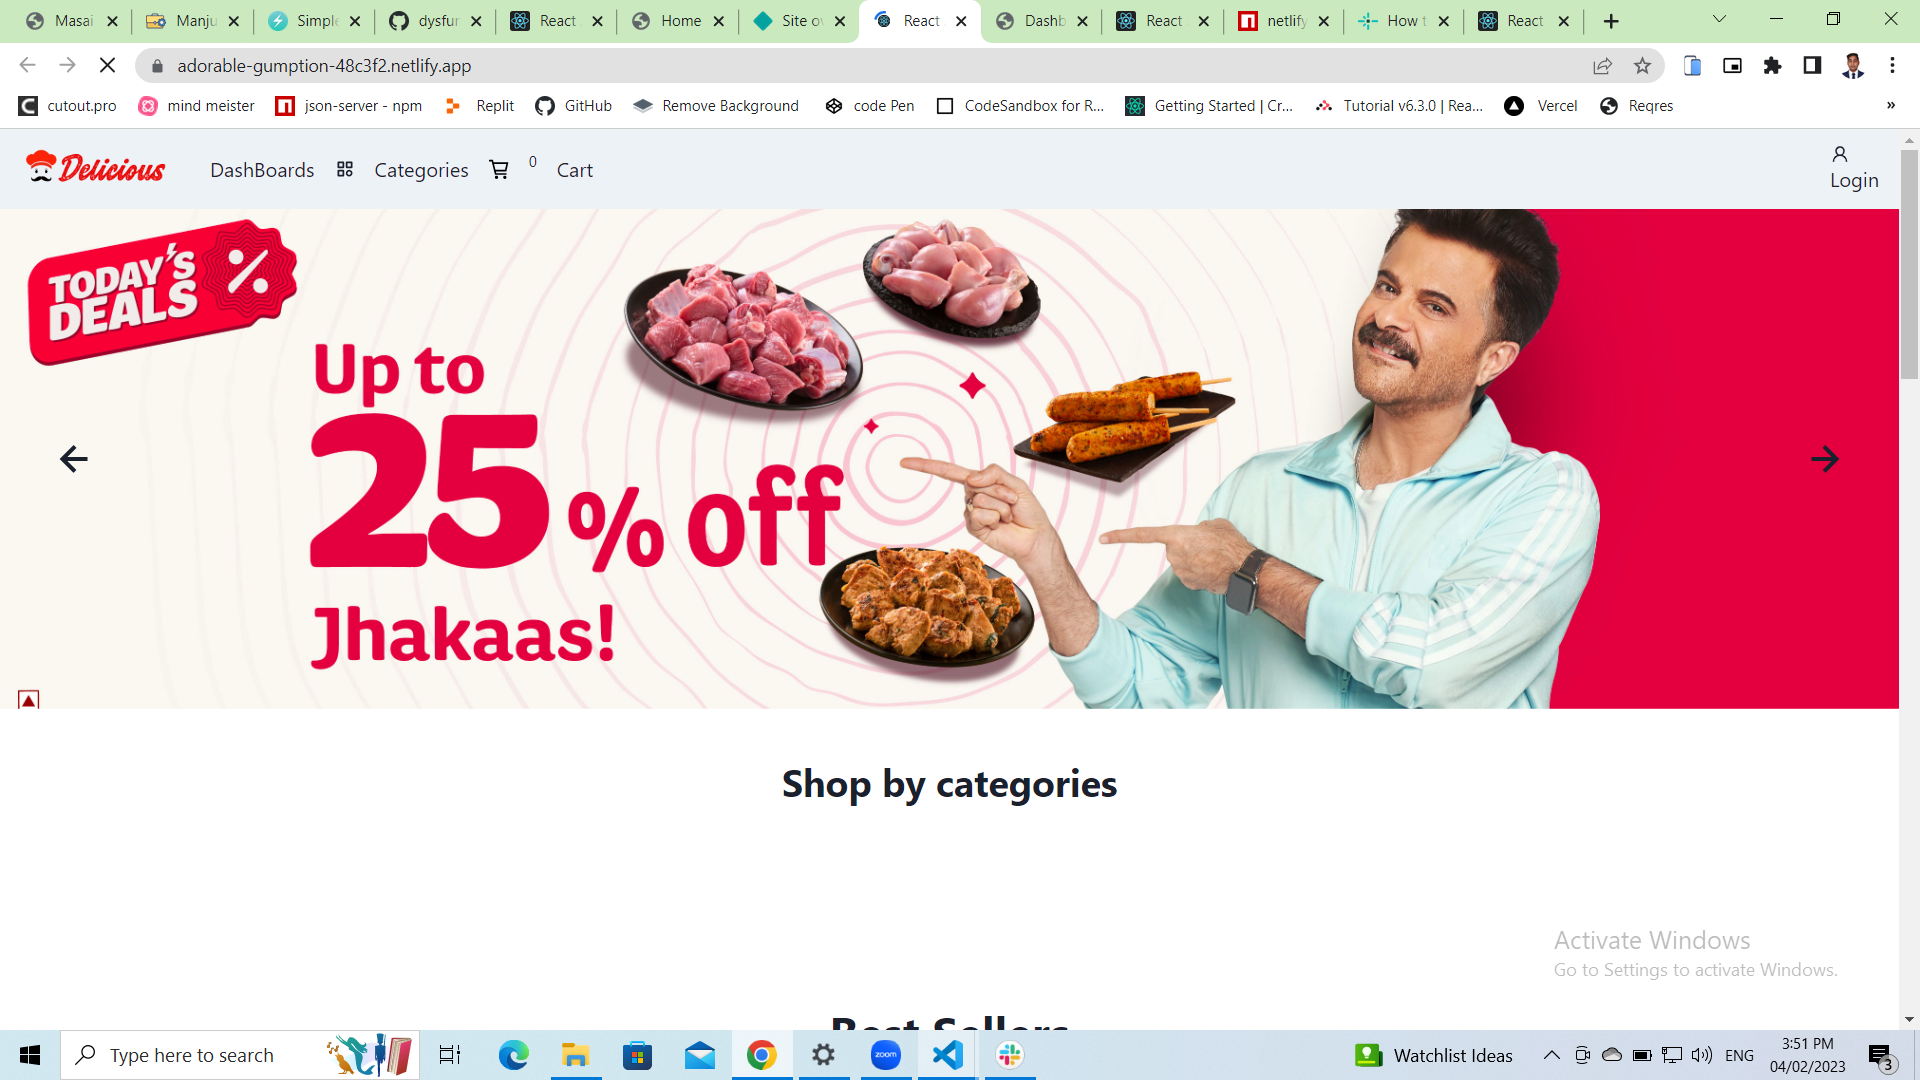 Masai
Manju
Simple
dysfur
React
Home
Site o
React
Dashb
React
netlify
How t
React
adorable-gumption-48c3f2.netlify.app
cutout.pro
mind meister
json-server - npm
Replit
GitHub
Remove Background
code Pen
CodeSandbox for R...
Getting Started | Cr...
Tutorial v6.3.0 | Rea...
Vercel
Reqres
»
Delicious
DashBoards
Categories
0
Cart
Login
TODAY'S
DEALS %
Up to
25% off
Jhakaas!
Shop by categories
Activate Windows
Go to Settings to activate Windows.
Best Sellers
Type here to search
zoom
Watchlist Ideas
ENG
3:51 PM
04/02/2023
3